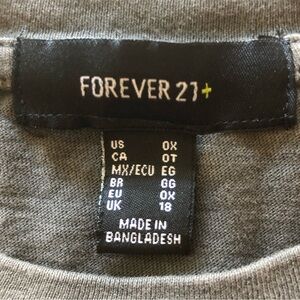 FOREVER 21+
US 0X
CA 0T
MX/ECU EG
BR GG
EU 0X
UK 18
MADE IN
BANGLADESH